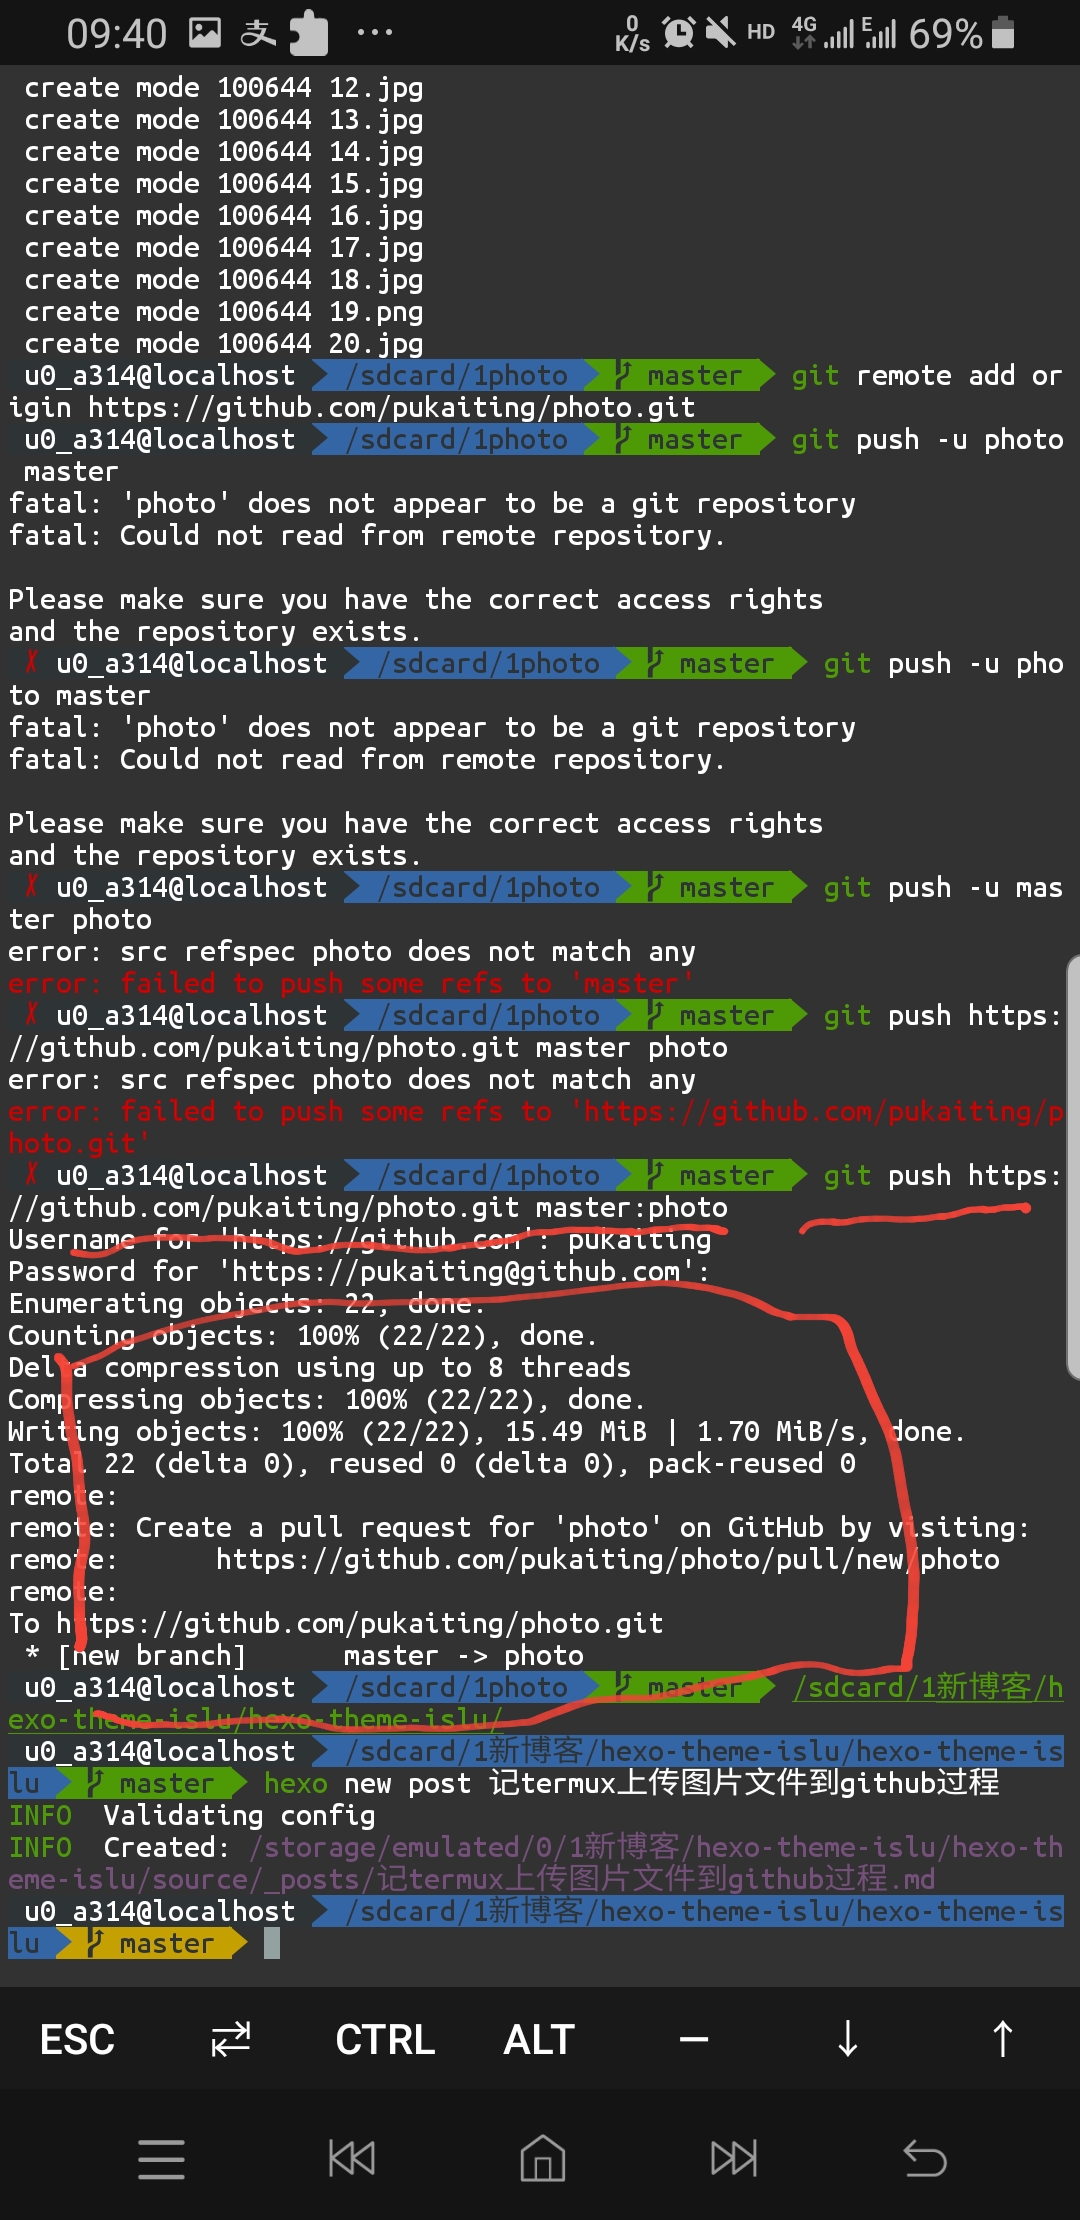 09:40 支 ... 0 K/s HD 4G E 69%
create mode 100644 12.jpg
create mode 100644 13.jpg
create mode 100644 14.jpg
create mode 100644 15.jpg
create mode 100644 16.jpg
create mode 100644 17.jpg
create mode 100644 18.jpg
create mode 100644 19.png
create mode 100644 20.jpg
u0_a314@localhost /sdcard/1photo master git remote add or
igin https://github.com/pukaiting/photo.git
u0_a314@localhost /sdcard/1photo master git push -u photo
master
fatal: 'photo' does not appear to be a git repository
fatal: Could not read from remote repository.
Please make sure you have the correct access rights
and the repository exists.
✗ u0_a314@localhost /sdcard/1photo master git push -u pho
to master
fatal: 'photo' does not appear to be a git repository
fatal: Could not read from remote repository.
Please make sure you have the correct access rights
and the repository exists.
✗ u0_a314@localhost /sdcard/1photo master git push -u mas
ter photo
error: src refspec photo does not match any
error: failed to push some refs to 'master'
✗ u0_a314@localhost /sdcard/1photo master git push https:
//github.com/pukaiting/photo.git master photo
error: src refspec photo does not match any
error: failed to push some refs to 'https://github.com/pukaiting/p
hoto.git'
✗ u0_a314@localhost /sdcard/1photo master git push https:
//github.com/pukaiting/photo.git master:photo
Username for 'https://github.com': pukaiting
Password for 'https://pukaiting@github.com':
Enumerating objects: 22, done.
Counting objects: 100% (22/22), done.
Delta compression using up to 8 threads
Compressing objects: 100% (22/22), done.
Writing objects: 100% (22/22), 15.49 MiB | 1.70 MiB/s, done.
Total 22 (delta 0), reused 0 (delta 0), pack-reused 0
remote:
remote: Create a pull request for 'photo' on GitHub by visiting:
remote:      https://github.com/pukaiting/photo/pull/new/photo
remote:
To https://github.com/pukaiting/photo.git
* [new branch]      master -> photo
u0_a314@localhost /sdcard/1photo master /sdcard/1新博客/h
exo-theme-islu/hexo-theme-islu/
u0_a314@localhost /sdcard/1新博客/hexo-theme-islu/hexo-theme-is
lu master hexo new post 记termux上传图片文件到github过程
INFO  Validating config
INFO  Created: /storage/emulated/0/1新博客/hexo-theme-islu/hexo-th
eme-islu/source/_posts/记termux上传图片文件到github过程.md
u0_a314@localhost /sdcard/1新博客/hexo-theme-islu/hexo-theme-is
lu master
ESC CTRL ALT –